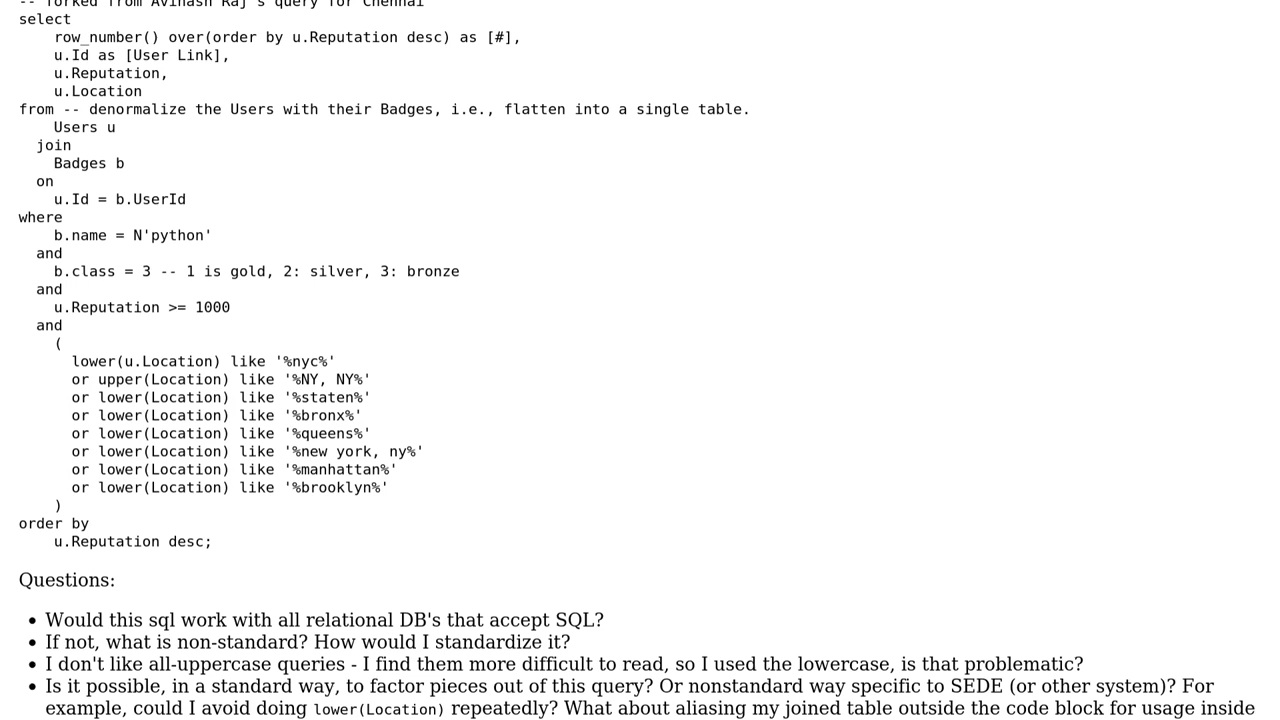 -- forked from Avinash Raj's query for Chennai
select
    row_number() over(order by u.Reputation desc) as [#],
    u.Id as [User Link],
    u.Reputation,
    u.Location
from -- denormalize the Users with their Badges, i.e., flatten into a single table.
    Users u
  join
    Badges b
  on
    u.Id = b.UserId
where
    b.name = N'python'
  and
    b.class = 3 -- 1 is gold, 2: silver, 3: bronze
  and
    u.Reputation >= 1000
  and
    (
      lower(u.Location) like '%nyc%'
      or upper(Location) like '%NY, NY%'
      or lower(Location) like '%staten%'
      or lower(Location) like '%bronx%'
      or lower(Location) like '%queens%'
      or lower(Location) like '%new york, ny%'
      or lower(Location) like '%manhattan%'
      or lower(Location) like '%brooklyn%'
    )
order by
    u.Reputation desc;
Questions:
• Would this sql work with all relational DB's that accept SQL?
• If not, what is non-standard? How would I standardize it?
• I don't like all-uppercase queries - I find them more difficult to read, so I used the lowercase, is that problematic?
• Is it possible, in a standard way, to factor pieces out of this query? Or nonstandard way specific to SEDE (or other system)? For
example, could I avoid doing lower(Location) repeatedly? What about aliasing my joined table outside the code block for usage inside